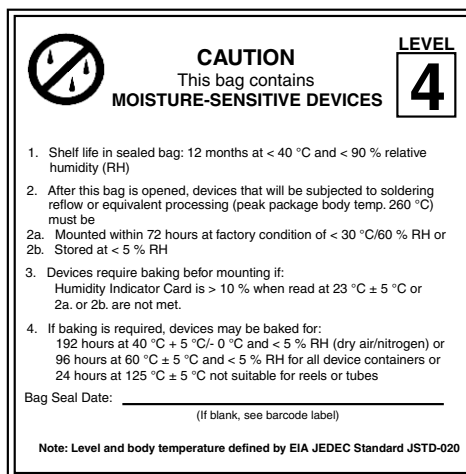 CAUTION
This bag contains
MOISTURE-SENSITIVE DEVICES
LEVEL
4
1. Shelf life in sealed bag: 12 months at < 40 °C and < 90 % relative
humidity (RH)
2. After this bag is opened, devices that will be subjected to soldering
reflow or equivalent processing (peak package body temp. 260 °C)
must be
2a. Mounted within 72 hours at factory condition of < 30 °C/60 % RH or
2b. Stored at < 5 % RH
3. Devices require baking befor mounting if:
Humidity Indicator Card is > 10 % when read at 23 °C ± 5 °C or
2a. or 2b. are not met.
4. If baking is required, devices may be baked for:
192 hours at 40 °C + 5 °C/- 0 °C and < 5 % RH (dry air/nitrogen) or
96 hours at 60 °C ± 5 °C and < 5 % RH for all device containers or
24 hours at 125 °C ± 5 °C not suitable for reels or tubes
Bag Seal Date:
(If blank, see barcode label)
Note: Level and body temperature defined by EIA JEDEC Standard JSTD-020